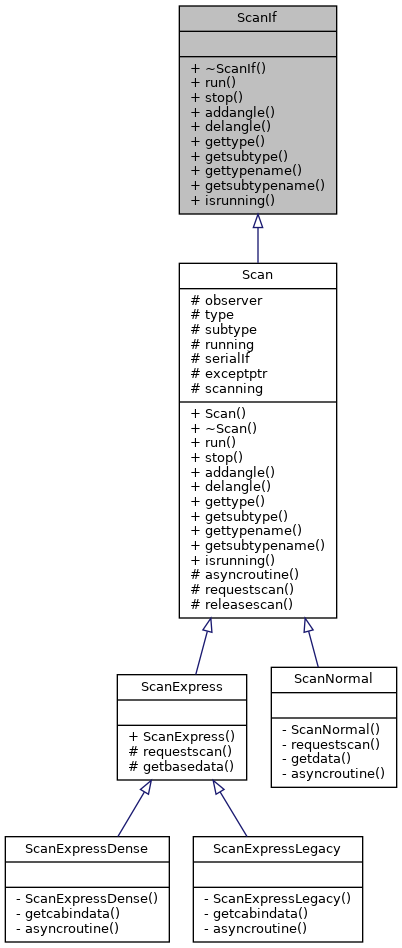 ScanIf
+ ~ScanIf()
+ run()
+ stop()
+ addangle()
+ delangle()
+ gettype()
+ getsubtype()
+ gettypename()
+ getsubtypename()
+ isrunning()
Scan
# observer
# type
# subtype
# running
# serialIf
# exceptptr
# scanning
+ Scan()
+ ~Scan()
+ run()
+ stop()
+ addangle()
+ delangle()
+ gettype()
+ getsubtype()
+ gettypename()
+ getsubtypename()
+ isrunning()
# asyncroutine()
# requestscan()
# releasescan()
ScanExpress
+ ScanExpress()
# requestscan()
# getbasedata()
ScanNormal
- ScanNormal()
- requestscan()
- getdata()
- asyncroutine()
ScanExpressDense
- ScanExpressDense()
- getcabindata()
- asyncroutine()
ScanExpressLegacy
- ScanExpressLegacy()
- getcabindata()
- asyncroutine()